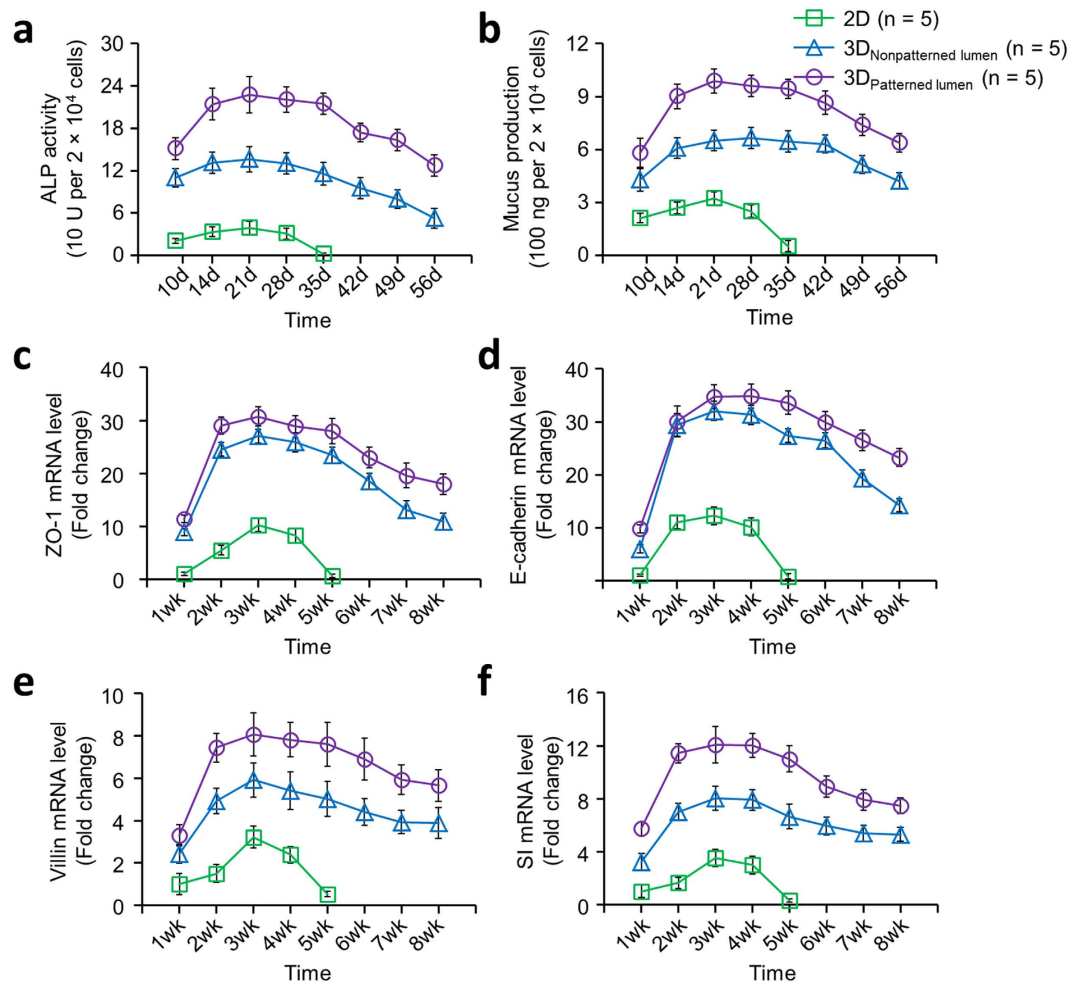 2D (n = 5)
3D Nonpatterned lumen (n = 5)
3D Patterned lumen (n = 5)
a
ALP activity
(10 U per 2 × 10⁴ cells)
30
24
18
12
6
0
10d 14d 21d 28d 35d 42d 49d 56d
Time
b
Mucus production
(100 ng per 2 × 10⁴ cells)
12
9
6
3
0
10d 14d 21d 28d 35d 42d 49d 56d
Time
c
ZO-1 mRNA level
(Fold change)
40
30
20
10
0
1wk 2wk 3wk 4wk 5wk 6wk 7wk 8wk
Time
d
E-cadherin mRNA level
(Fold change)
40
30
20
10
0
1wk 2wk 3wk 4wk 5wk 6wk 7wk 8wk
Time
e
Villin mRNA level
(Fold change)
10
8
6
4
2
0
1wk 2wk 3wk 4wk 5wk 6wk 7wk 8wk
Time
f
SI mRNA level
(Fold change)
16
12
8
4
0
1wk 2wk 3wk 4wk 5wk 6wk 7wk 8wk
Time